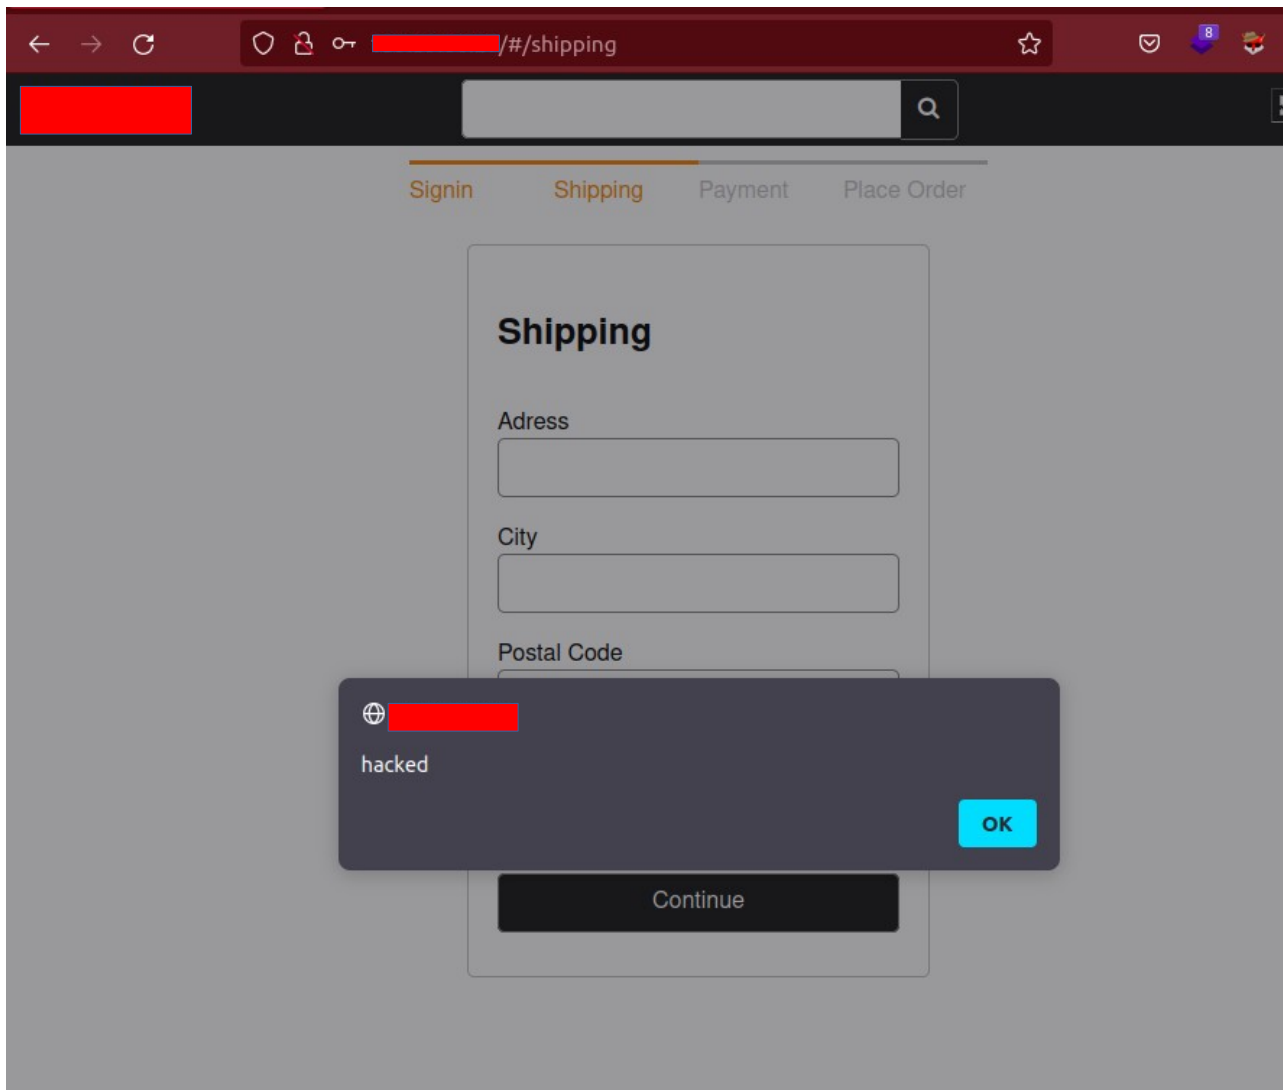 /#/shipping
8
Signin Shipping Payment Place Order
Shipping
Adress
City
Postal Code
hacked
OK
Continue